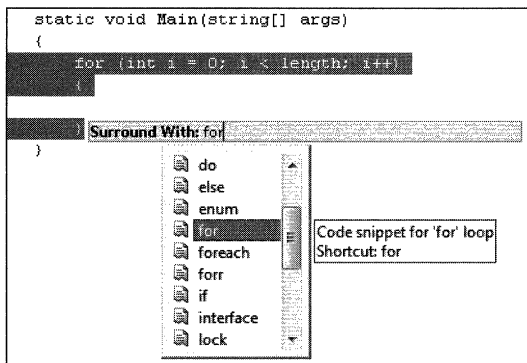 static void Main(string[] args)
{
for (int i = 0; i < length; i++)
{
} Surround With: for
}
do
else
enum
for
foreach
forr
if
interface
lock
Code snippet for 'for' loop
Shortcut: for